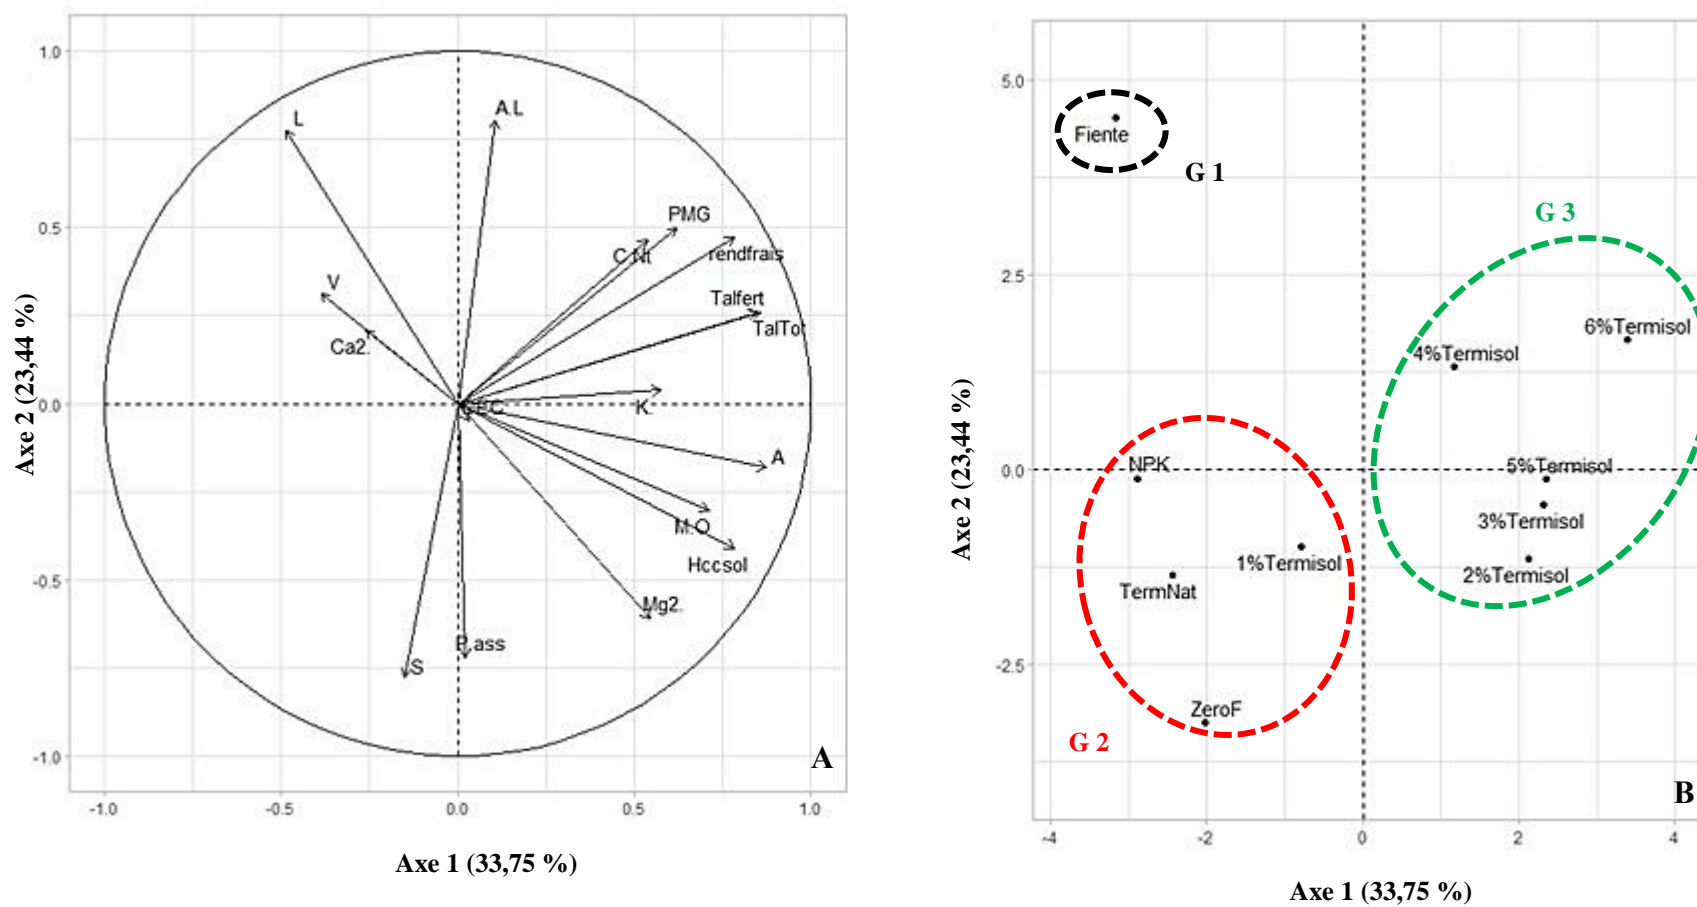 1.0
0.5
0.0
-0.5
-1.0
Axe 2 (23,44 %)
L
A.L
PMG
C.Nt
rendfrais
V
Talfert
TalTot
Ca2.
K.
CEC
A
M.O
Hccsol
Mg2.
P.ass
S
A
-1.0 -0.5 0.0 0.5 1.0
Axe 1 (33,75 %)
5.0
2.5
0.0
-2.5
Axe 2 (23,44 %)
Fiente
G 1
G 3
6%Termisol
4%Termisol
NPK
5%Termisol
3%Termisol
1%Termisol
2%Termisol
TermNat
ZeroF
G 2
B
-4 -2 0 2 4
Axe 1 (33,75 %)